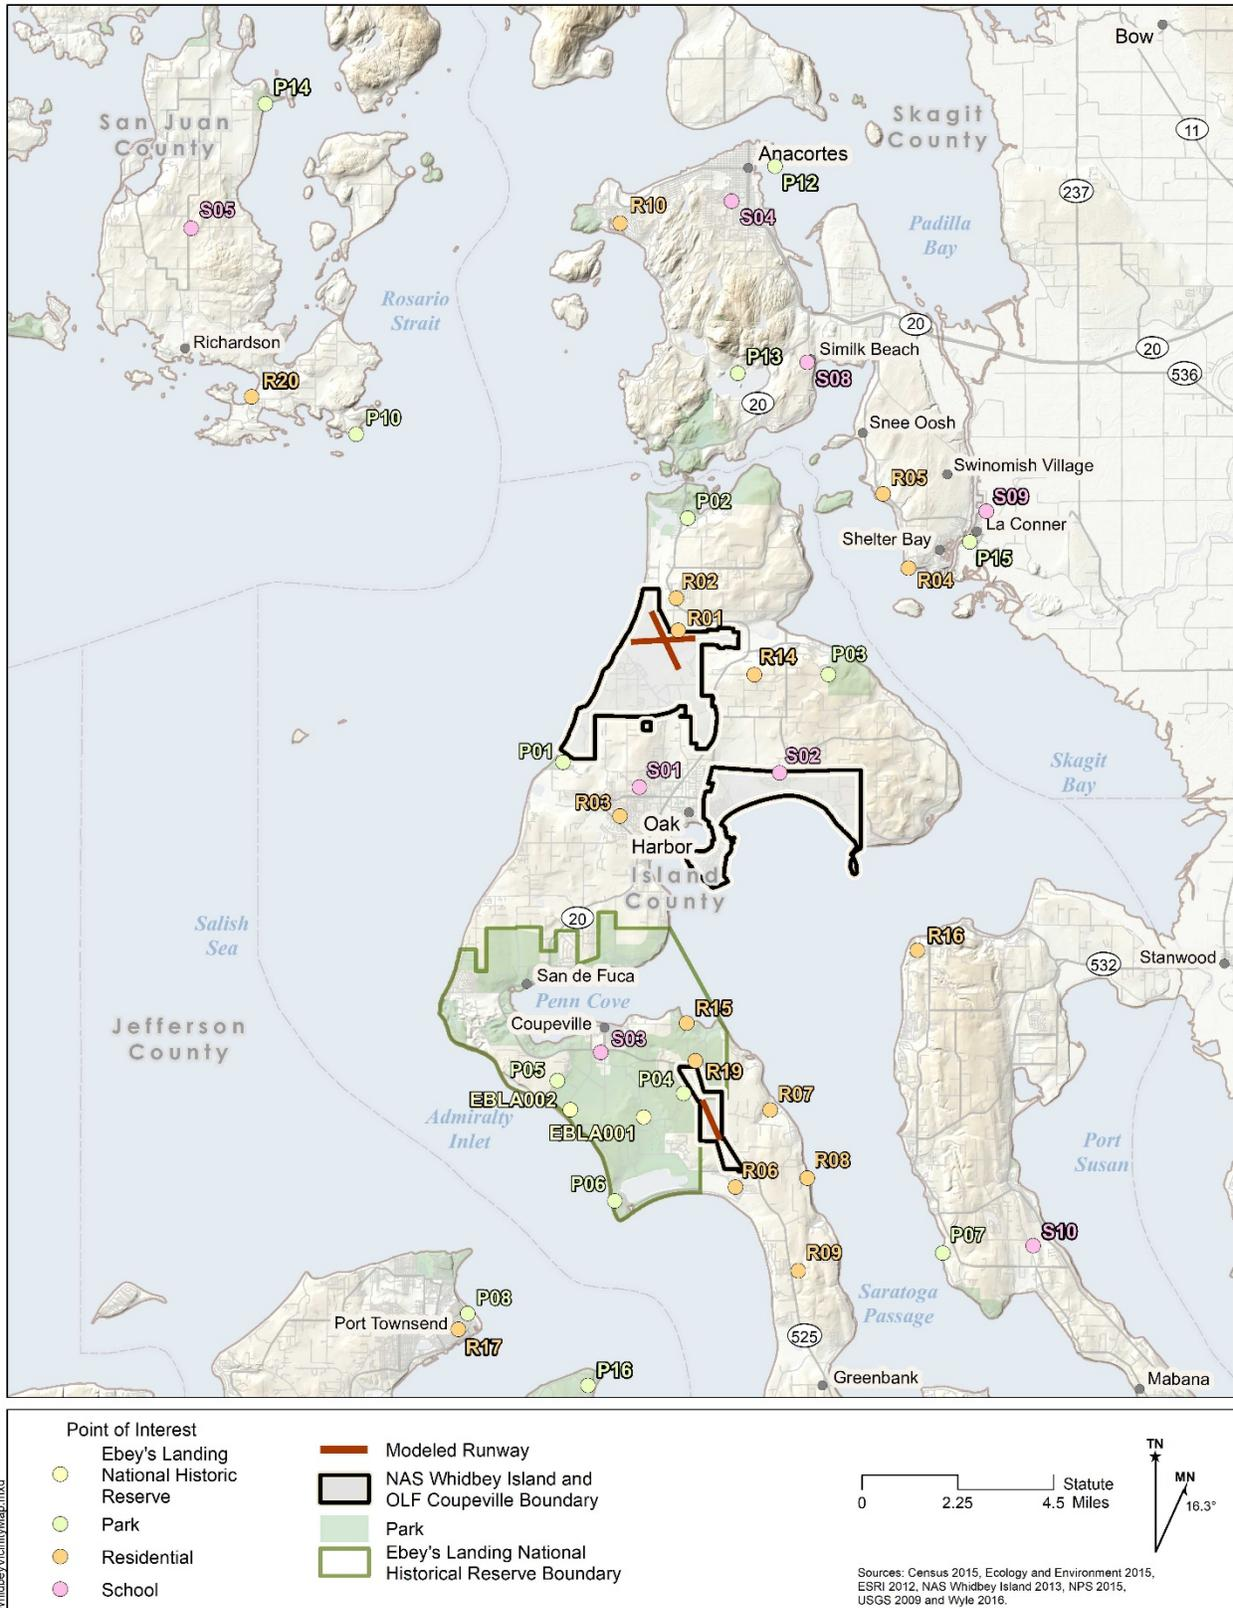 Bow
P14
San Juan
County
Skagit
County
11
Anacortes
P12
237
S05
R10
S04
Padilla
Bay
Rosario
Strait
20
Richardson
Similk Beach
20
P13
S08
536
R20
20
P10
Snee Oosh
Swinomish Village
R05
S09
P02
La Conner
Shelter Bay
P15
R04
R02
R01
R14
P03
P01
S02
Skagit
Bay
S01
R03
Oak
Harbor
Island
County
20
Salish
Sea
R16
532
Stanwood
San de Fuca
Penn Cove
R15
Coupeville
Jefferson
County
S03
P05
P04
R19
EBLA002
R07
Admiralty
Inlet
EBLA001
Port
Susan
R08
R06
P06
P07
S10
R09
Saratoga
Passage
P08
Port Townsend
R17
525
P16
Greenbank
Mabana
Point of Interest
Ebey's Landing
National Historic
Reserve
Park
Residential
School
Modeled Runway
NAS Whidbey Island and
OLF Coupeville Boundary
Park
Ebey's Landing National
Historical Reserve Boundary
0 2.25 4.5
Statute
Miles
TN
MN
16.3°
Sources: Census 2015, Ecology and Environment 2015,
ESRI 2012, NAS Whidbey Island 2013, NPS 2015,
USGS 2009 and Wyle 2016.